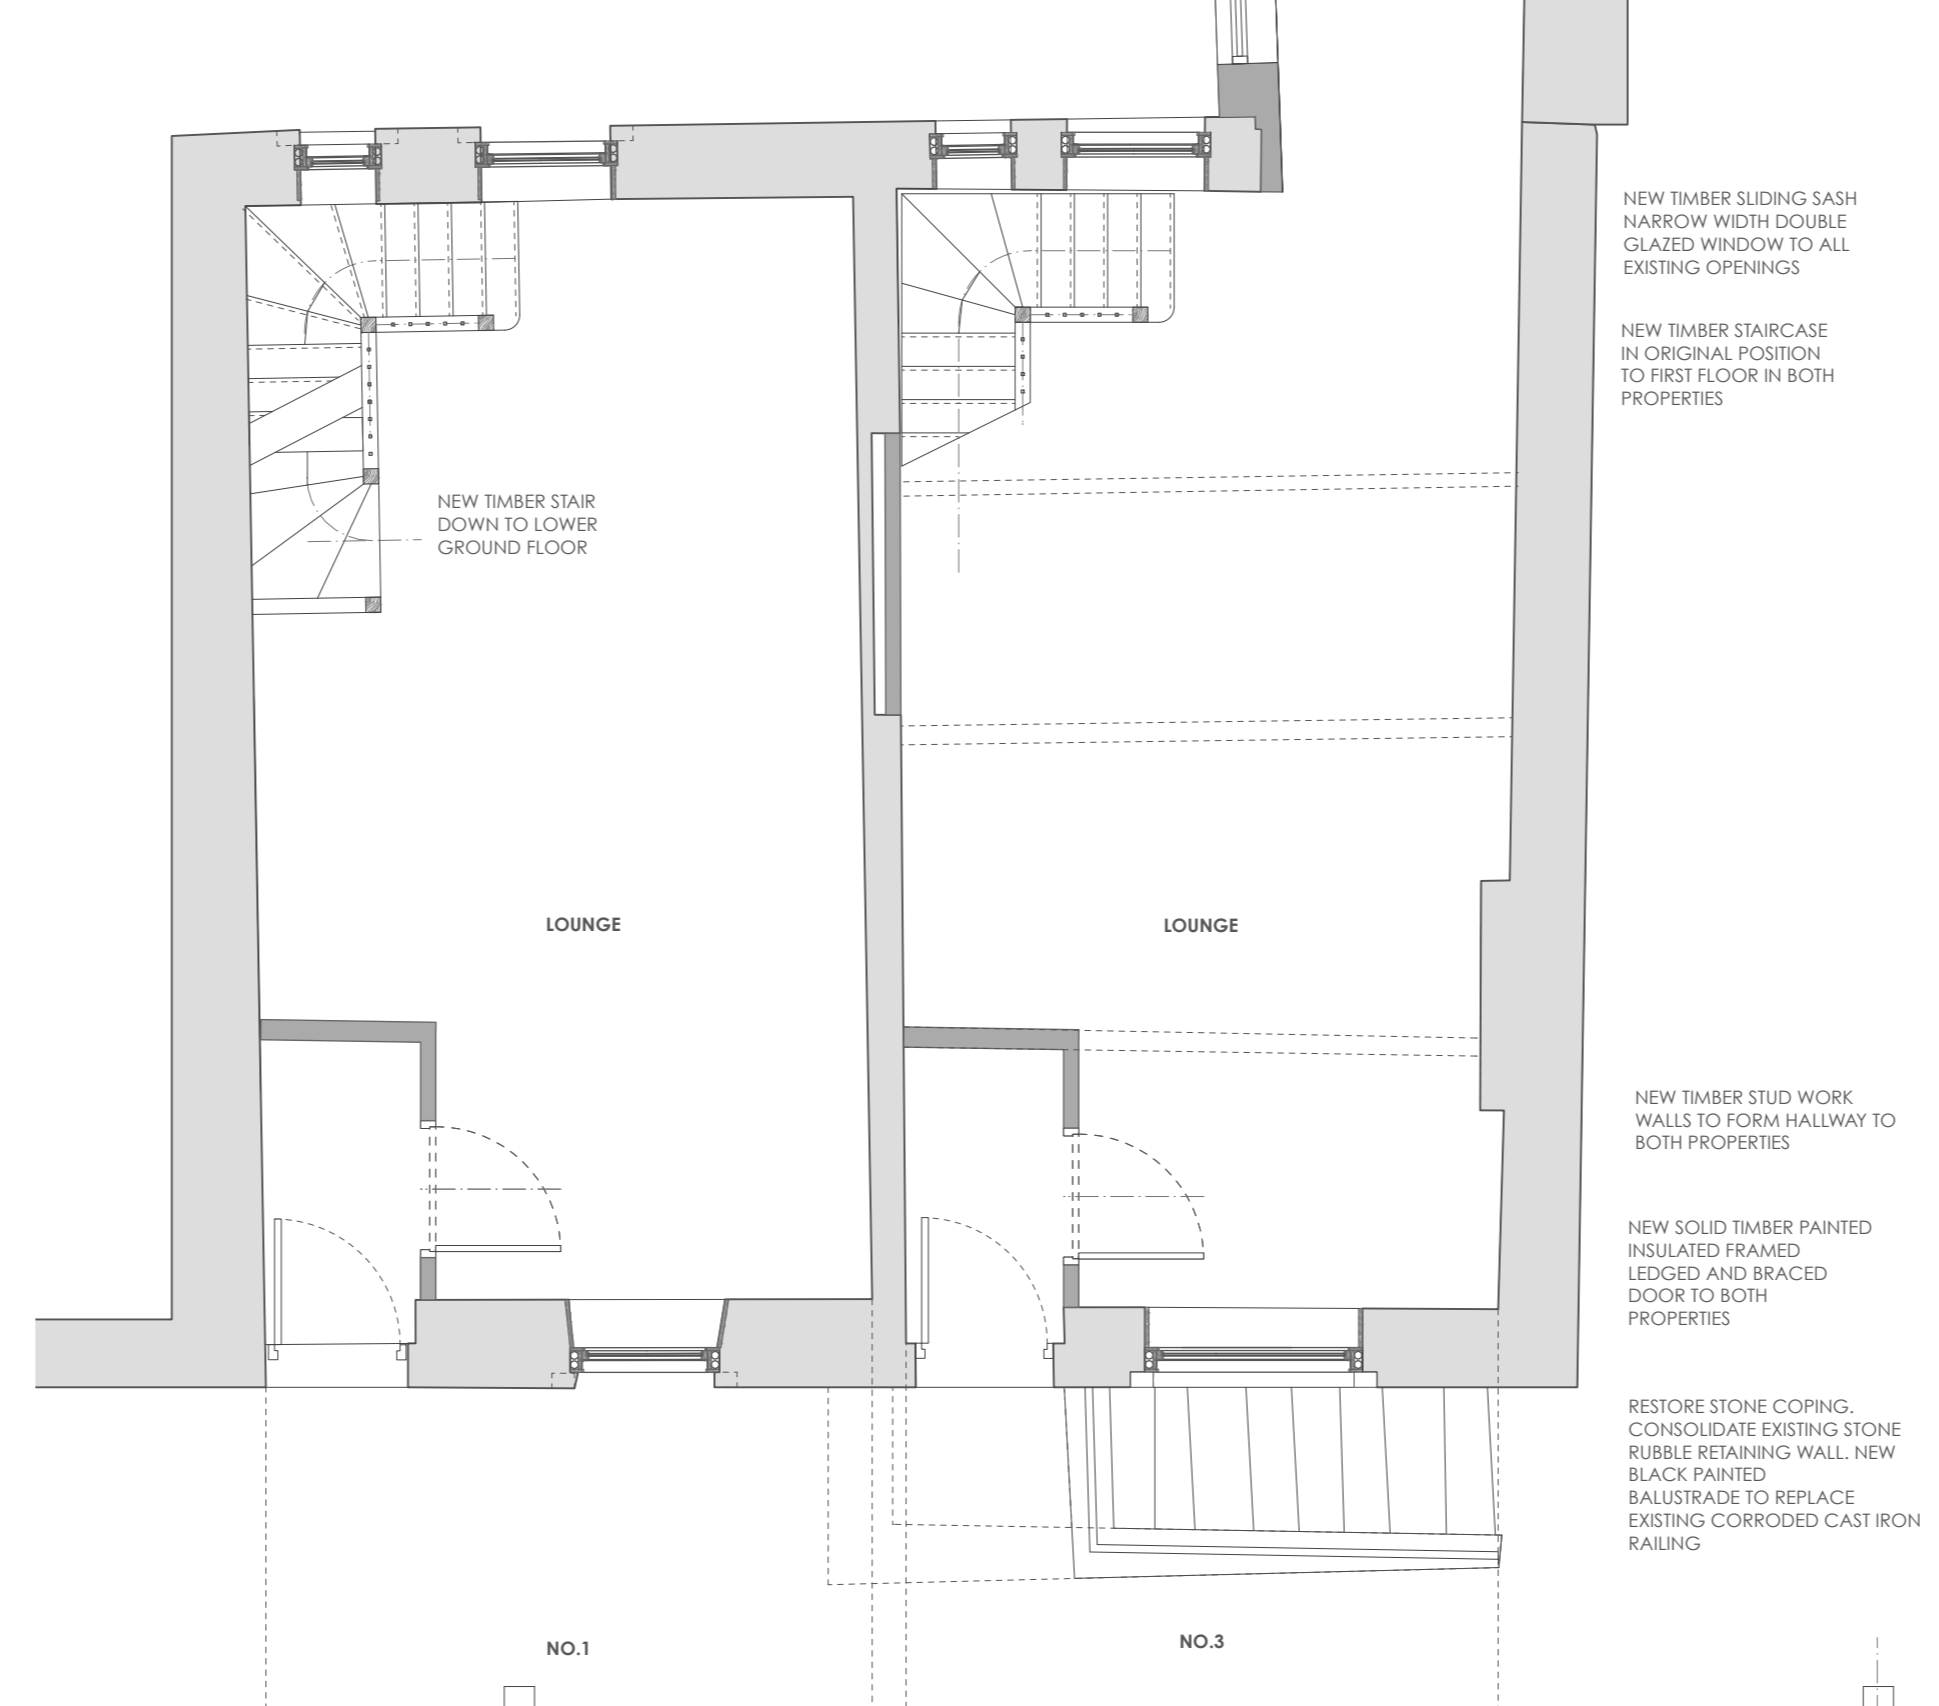 NEW TIMBER SLIDING SASH
NARROW WIDTH DOUBLE
GLAZED WINDOW TO ALL
EXISTING OPENINGS
NEW TIMBER STAIRCASE
IN ORIGINAL POSITION
TO FIRST FLOOR IN BOTH
PROPERTIES
NEW TIMBER STAIR
DOWN TO LOWER
GROUND FLOOR
LOUNGE
LOUNGE
NEW TIMBER STUD WORK
WALLS TO FORM HALLWAY TO
BOTH PROPERTIES
NEW SOLID TIMBER PAINTED
INSULATED FRAMED
LEDGED AND BRACED
DOOR TO BOTH
PROPERTIES
RESTORE STONE COPING.
CONSOLIDATE EXISTING STONE
RUBBLE RETAINING WALL. NEW
BLACK PAINTED
BALUSTRADE TO REPLACE
EXISTING CORRODED CAST IRON
RAILING
NO.1
NO.3